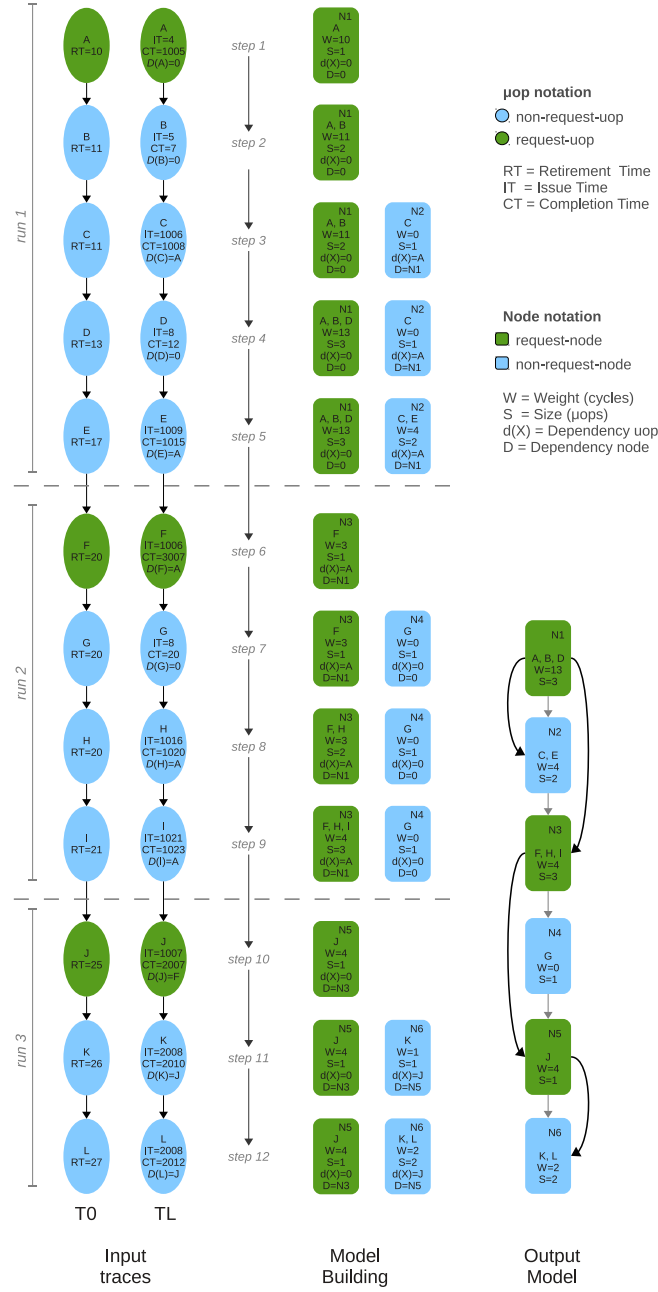 A
RT=10
A
IT=4
CT=1005
D(A)=0
step 1
N1
A
W=10
S=1
d(X)=0
D=0
B
RT=11
B
IT=5
CT=7
D(B)=0
step 2
N1
A, B
W=11
S=2
d(X)=0
D=0
C
RT=11
C
IT=1006
CT=1008
D(C)=A
step 3
N1
A, B
W=11
S=2
d(X)=0
D=0
N2
C
W=0
S=1
d(X)=A
D=N1
D
RT=13
D
IT=8
CT=12
D(D)=0
step 4
N1
A, B, D
W=13
S=3
d(X)=0
D=0
N2
C
W=0
S=1
d(X)=A
D=N1
E
RT=17
E
IT=1009
CT=1015
D(E)=A
step 5
N1
A, B, D
W=13
S=3
d(X)=0
D=0
N2
C, E
W=4
S=2
d(X)=A
D=N1
run 1
F
RT=20
F
IT=1006
CT=3007
D(F)=A
step 6
N3
F
W=3
S=1
d(X)=A
D=N1
G
RT=20
G
IT=8
CT=20
D(G)=0
step 7
N3
F
W=3
S=1
d(X)=A
D=N1
N4
G
W=0
S=1
d(X)=0
D=0
H
RT=20
H
IT=1016
CT=1020
D(H)=A
step 8
N3
F, H
W=3
S=2
d(X)=A
D=N1
N4
G
W=0
S=1
d(X)=0
D=0
I
RT=21
I
IT=1021
CT=1023
D(I)=A
step 9
N3
F, H, I
W=4
S=3
d(X)=A
D=N1
N4
G
W=0
S=1
d(X)=0
D=0
run 2
J
RT=25
J
IT=1007
CT=2007
D(J)=F
step 10
N5
J
W=4
S=1
d(X)=0
D=N3
K
RT=26
K
IT=2008
CT=2010
D(K)=J
step 11
N5
J
W=4
S=1
d(X)=0
D=N3
N6
K
W=1
S=1
d(X)=J
D=N5
L
RT=27
L
IT=2008
CT=2012
D(L)=J
step 12
N5
J
W=4
S=1
d(X)=0
D=N3
N6
K, L
W=2
S=2
d(X)=J
D=N5
run 3
T0
TL
Input
traces
Model
Building
μop notation
non-request-uop
request-uop
RT = Retirement Time
IT = Issue Time
CT = Completion Time
Node notation
request-node
non-request-node
W = Weight (cycles)
S = Size (μops)
d(X) = Dependency uop
D = Dependency node
N1
A, B, D
W=13
S=3
N2
C, E
W=4
S=2
N3
F, H, I
W=4
S=3
N4
G
W=0
S=1
N5
J
W=4
S=1
N6
K, L
W=2
S=2
Output
Model